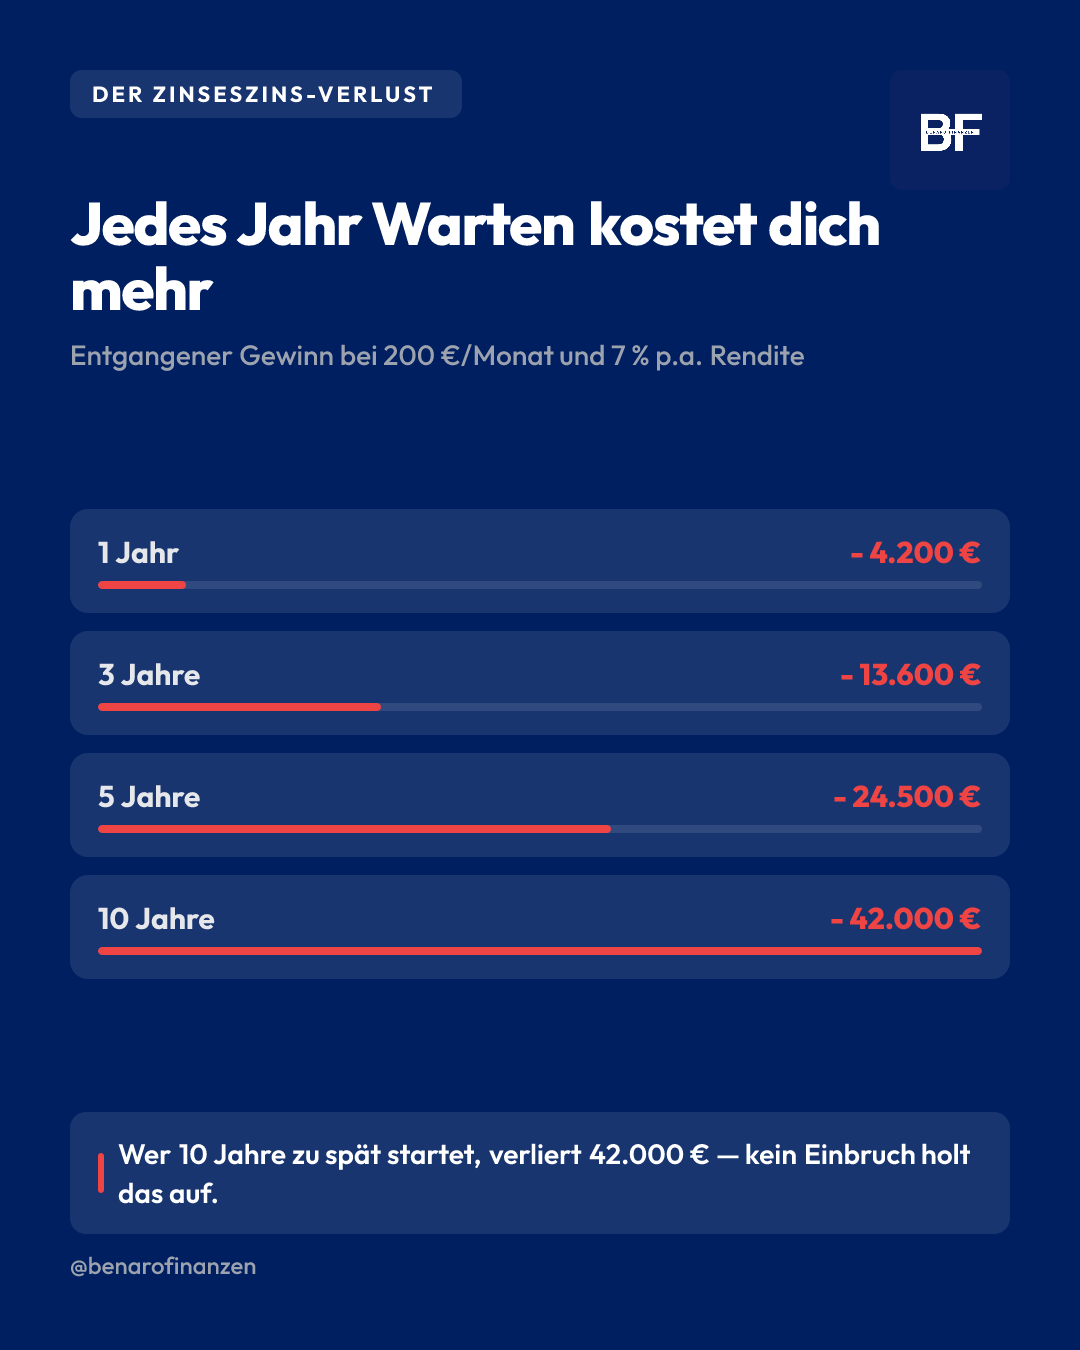 DER ZINSESZINS-VERLUST
BF
Jedes Jahr Warten kostet dich
mehr
Entgangener Gewinn bei 200 €/Monat und 7 % p.a. Rendite
1 Jahr
- 4.200 €
3 Jahre
- 13.600 €
5 Jahre
- 24.500 €
10 Jahre
- 42.000 €
Wer 10 Jahre zu spät startet, verliert 42.000 € — kein Einbruch holt
das auf.
@benarofinanzen